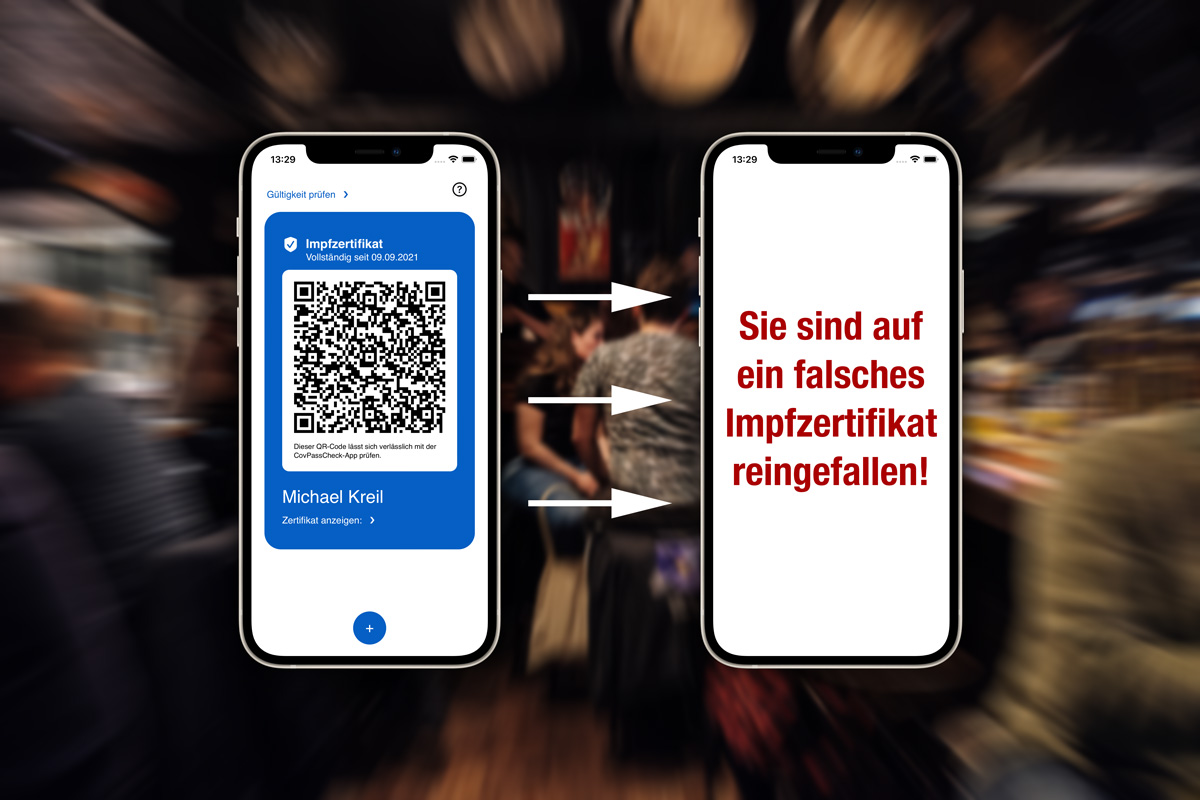 13:29
Gültigkeit prüfen
?
Impfzertifikat
Vollständig seit 09.09.2021
Dieser QR-Code lässt sich verlässlich mit der
CovPassCheck-App prüfen.
Michael Kreil
Zertifikat anzeigen:
+
13:29
Sie sind auf
ein falsches
Impfzertifikat
reingefallen!